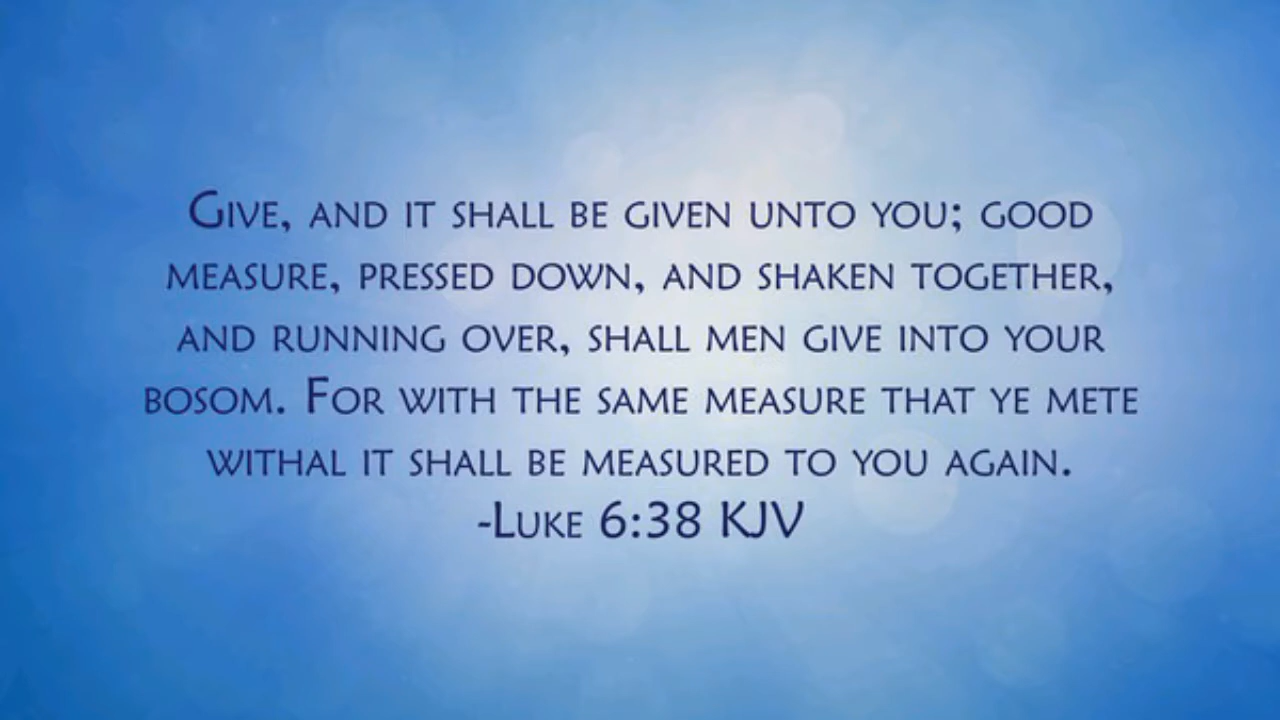 Give, and it shall be given unto you; good
measure, pressed down, and shaken together,
and running over, shall men give into your
bosom. For with the same measure that ye mete
withal it shall be measured to you again.
-Luke 6:38 KJV